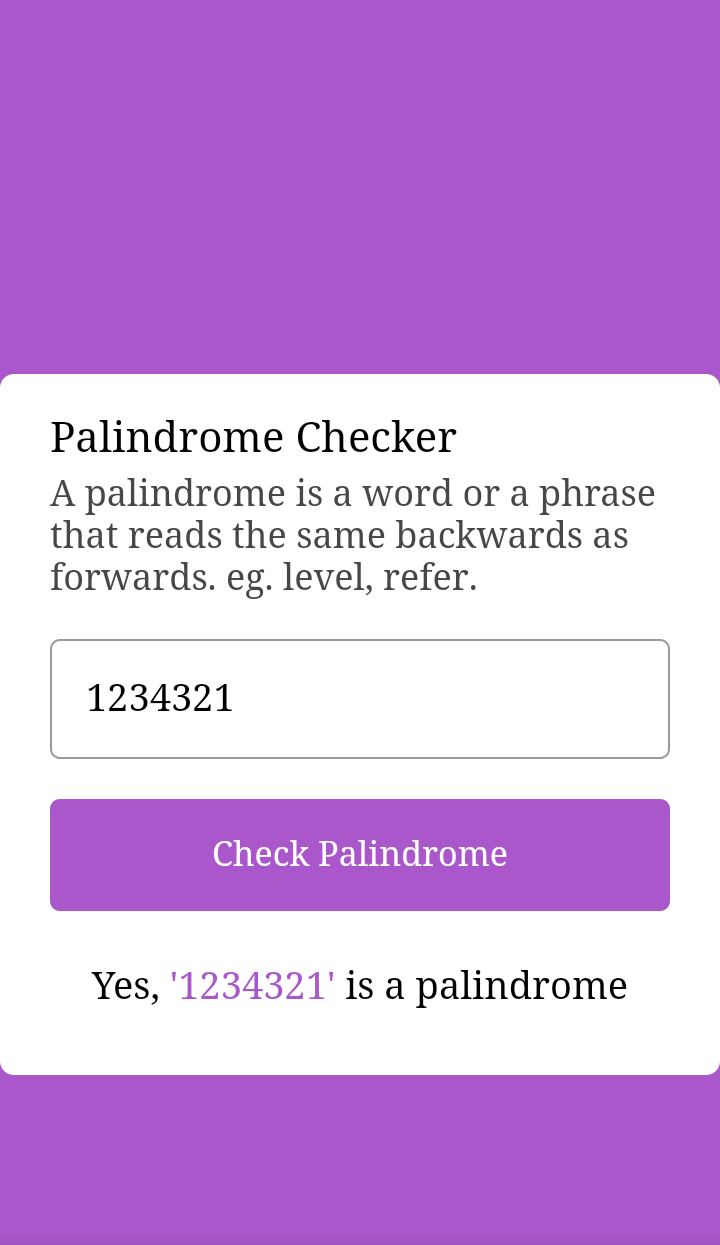 Palindrome Checker
A palindrome is a word or a phrase
that reads the same backwards as
forwards. eg. level, refer.
1234321
Check Palindrome
Yes, '1234321' is a palindrome